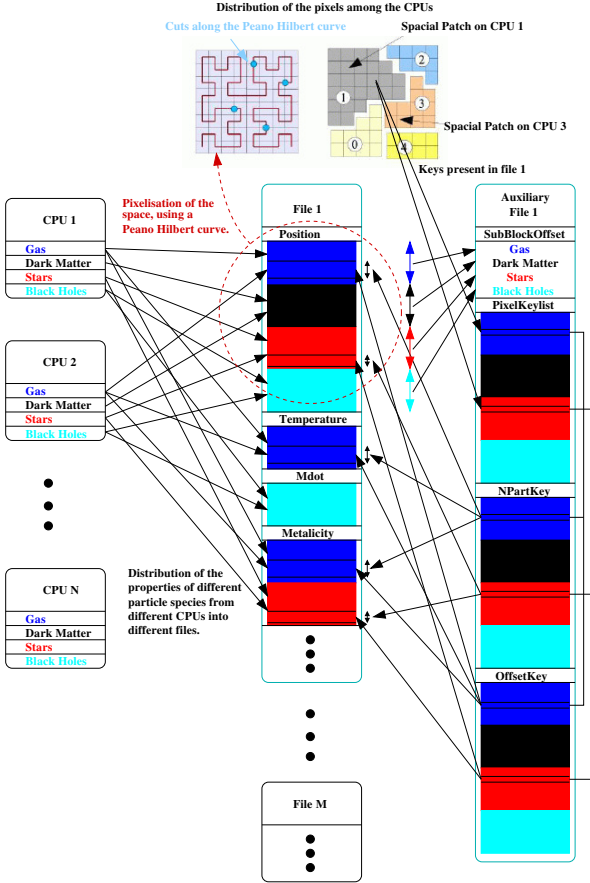 Distribution of the pixels among the CPUs
Cuts along the Peano Hilbert curve
Spacial Patch on CPU 1
1
2
3
0
4
Spacial Patch on CPU 3
Keys present in file 1
CPU 1
Gas
Dark Matter
Stars
Black Holes
CPU 2
Gas
Dark Matter
Stars
Black Holes
CPU N
Gas
Dark Matter
Stars
Black Holes
Pixelisation of the
space, using a
Peano Hilbert curve.
Distribution of the
properties of different
particle species from
different CPUs into
different files.
File 1
Position
Temperature
Mdot
Metalicity
File M
Auxiliary
File 1
SubBlockOffset
Gas
Dark Matter
Stars
Black Holes
PixelKeylist
NPartKey
OffsetKey